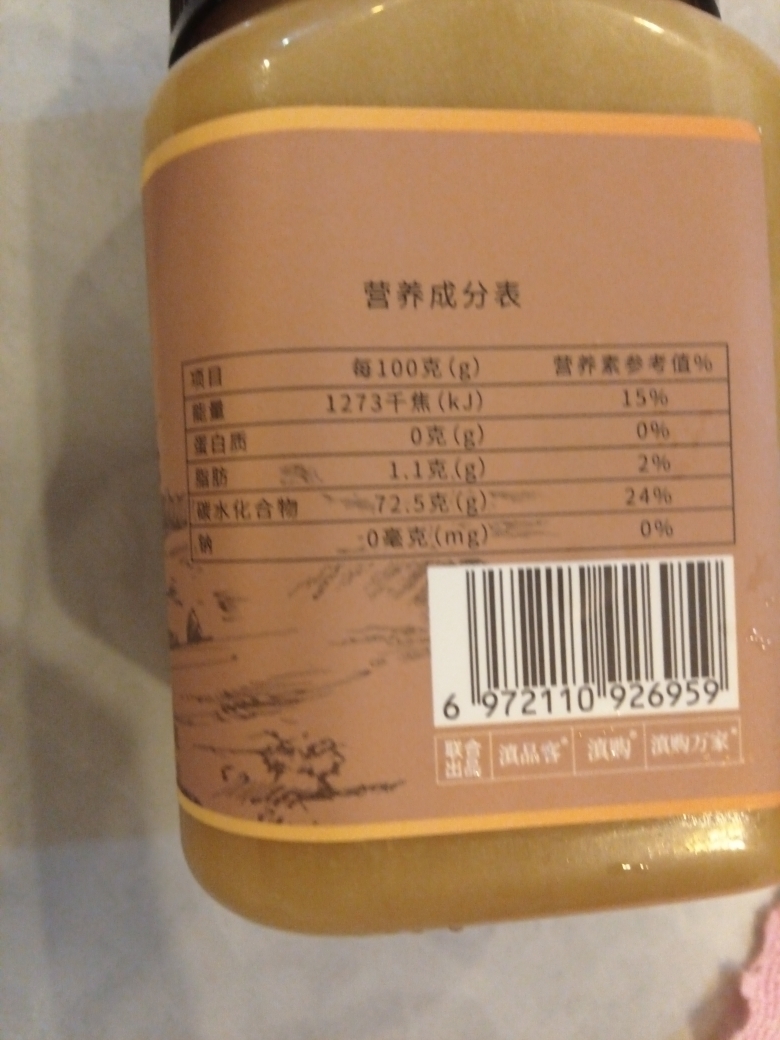 营养成分表
项目 每100克(g) 营养素参考值%
能量 1273千焦(kJ) 15%
蛋白质 0克(g) 0%
脂肪 1.1克(g) 2%
碳水化合物 72.5克(g) 24%
钠 0毫克(mg) 0%
6 972110 926959
联合出品 滇品客® 滇购® 滇购万家®